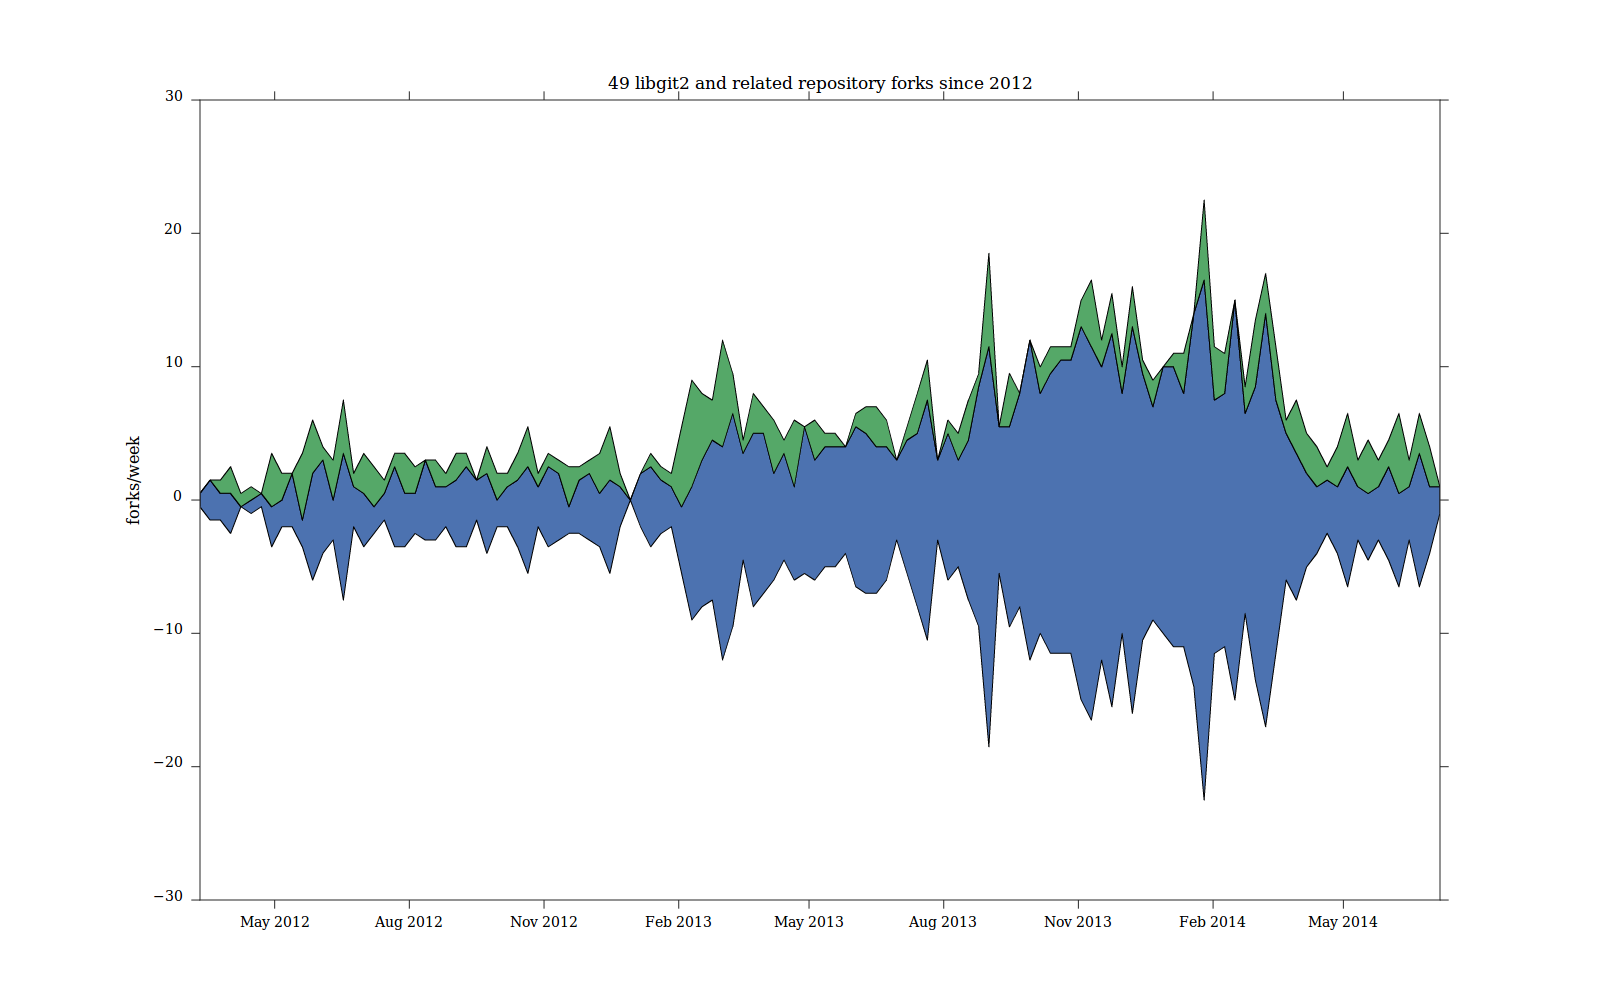 49 libgit2 and related repository forks since 2012
30
20
10
0
−10
−20
−30
forks/week
May 2012
Aug 2012
Nov 2012
Feb 2013
May 2013
Aug 2013
Nov 2013
Feb 2014
May 2014